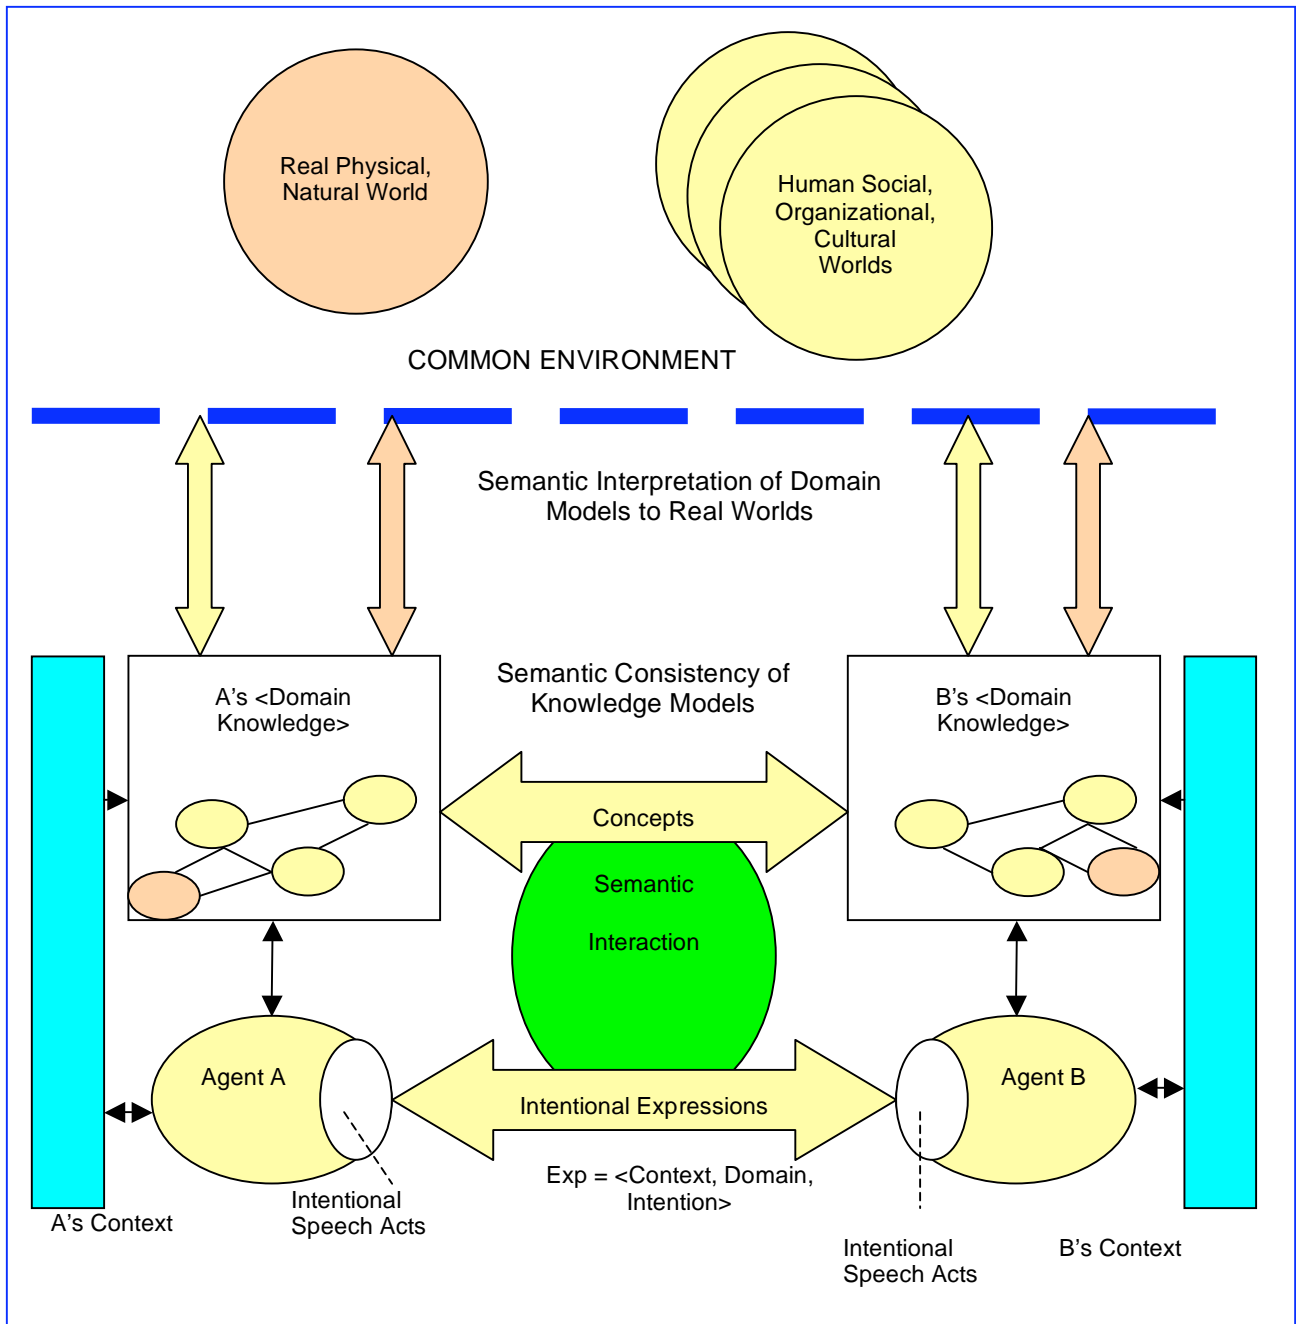 Real Physical,
Natural World
Human Social,
Organizational,
Cultural
Worlds
COMMON ENVIRONMENT
Semantic Interpretation of Domain
Models to Real Worlds
A's <Domain
Knowledge>
Semantic Consistency of
Knowledge Models
B's <Domain
Knowledge>
Concepts
Semantic
Interaction
Agent A
Intentional Expressions
Agent B
Exp = <Context, Domain,
Intention>
A's Context
Intentional
Speech Acts
Intentional
Speech Acts
B's Context